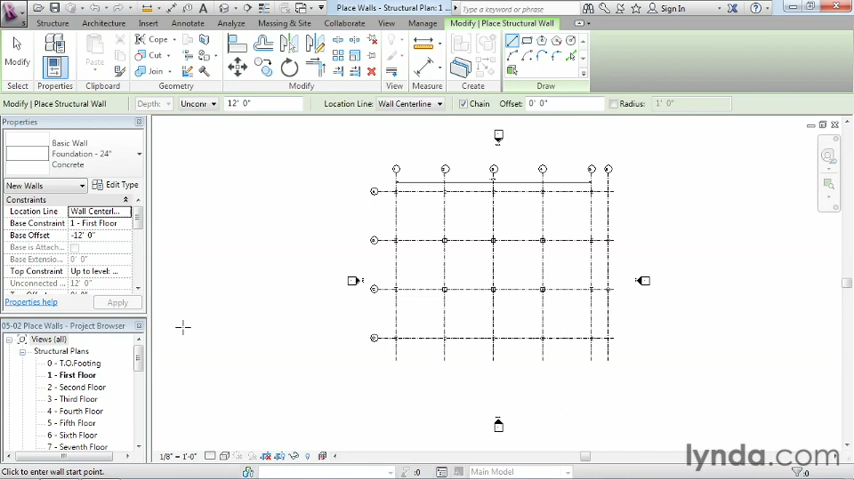 Place Walls - Structural Plan: 1 ...
Sign In
Structure Architecture Insert Annotate Analyze Massing & Site Collaborate View Manage Modify | Place Structural Wall
Modify
Properties
Paste
Cope
Cut
Join
Create
Select Properties Clipboard Geometry Modify View Measure Create Draw
Modify | Place Structural Wall Depth: Unconn 12' 0" Location Line: Wall Centerline Chain Offset: 0' 0" Radius: 1' 0"
Properties
Basic Wall
Foundation - 24"
Concrete
New Walls Edit Type
Constraints
Location Line Wall Centerl...
Base Constraint 1 - First Floor
Base Offset -12' 0"
Base is Attach...
Base Extensio... 0' 0"
Top Constraint Up to level: ...
Unconnected ... 12' 0"
Properties help Apply
05-02 Place Walls - Project Browser
Views (all)
Structural Plans
0 - T.O.Footing
1 - First Floor
2 - Second Floor
3 - Third Floor
4 - Fourth Floor
5 - Fifth Floor
6 - Sixth Floor
7 - Seventh Floor
1/8" = 1'-0"
Click to enter wall start point.
:0
Main Model
:0
lynda.com